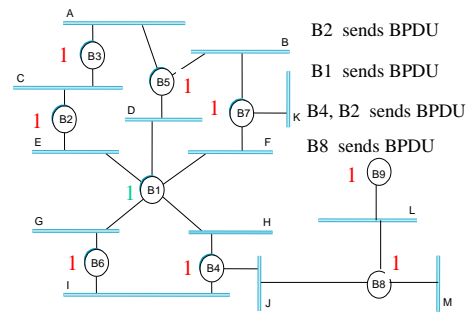 A
B2 sends BPDU
1 B3
B
B5 1
B1 sends BPDU
C
1 B7
K
D
B4, B2 sends BPDU
1 B2
E
F
B8 sends BPDU
1 B9
1 B1
L
G
H
1 B6
1 B4
1
I
B8
J
M